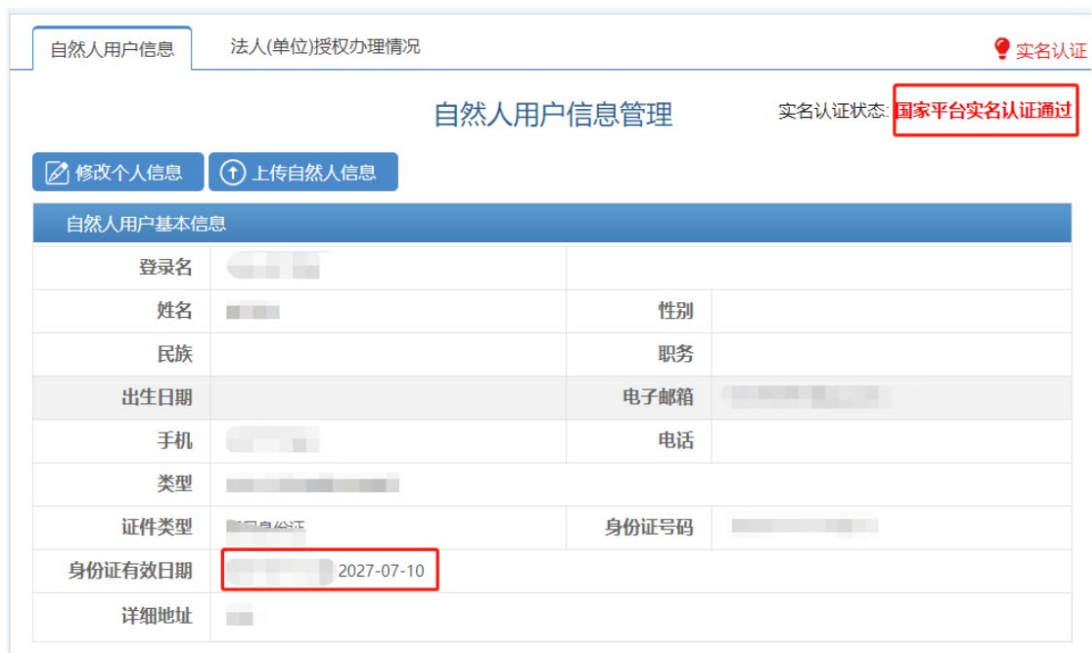 自然人用户信息 法人(单位)授权办理情况 实名认证
自然人用户信息管理 实名认证状态: 国家平台实名认证通过
修改个人信息 上传自然人信息
自然人用户基本信息
登录名
姓名 性别
民族 职务
出生日期 电子邮箱
手机 电话
类型
证件类型 身份证 身份证号码
身份证有效日期 2027-07-10
详细地址